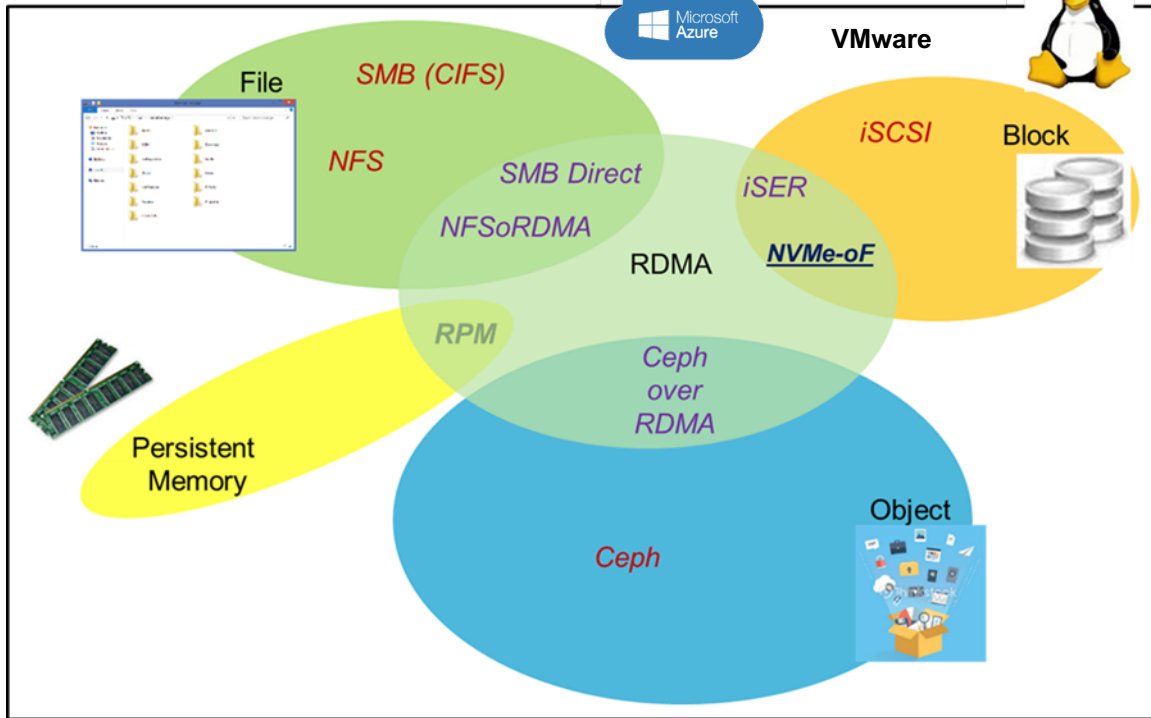 Microsoft
Azure
VMware
File
SMB (CIFS)
NFS
SMB Direct
NFSoRDMA
iSCSI
Block
iSER
NVMe-oF
RDMA
RPM
Ceph
over
RDMA
Persistent
Memory
Object
Ceph